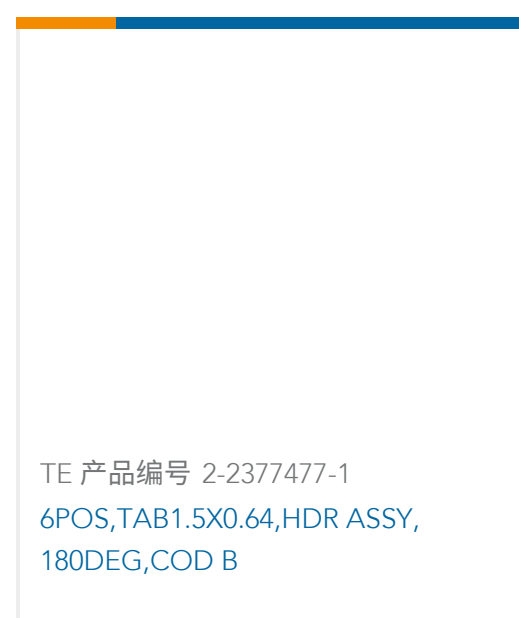 TE 产品编号 2-2377477-1
6POS,TAB1.5X0.64,HDR ASSY,
180DEG,COD B